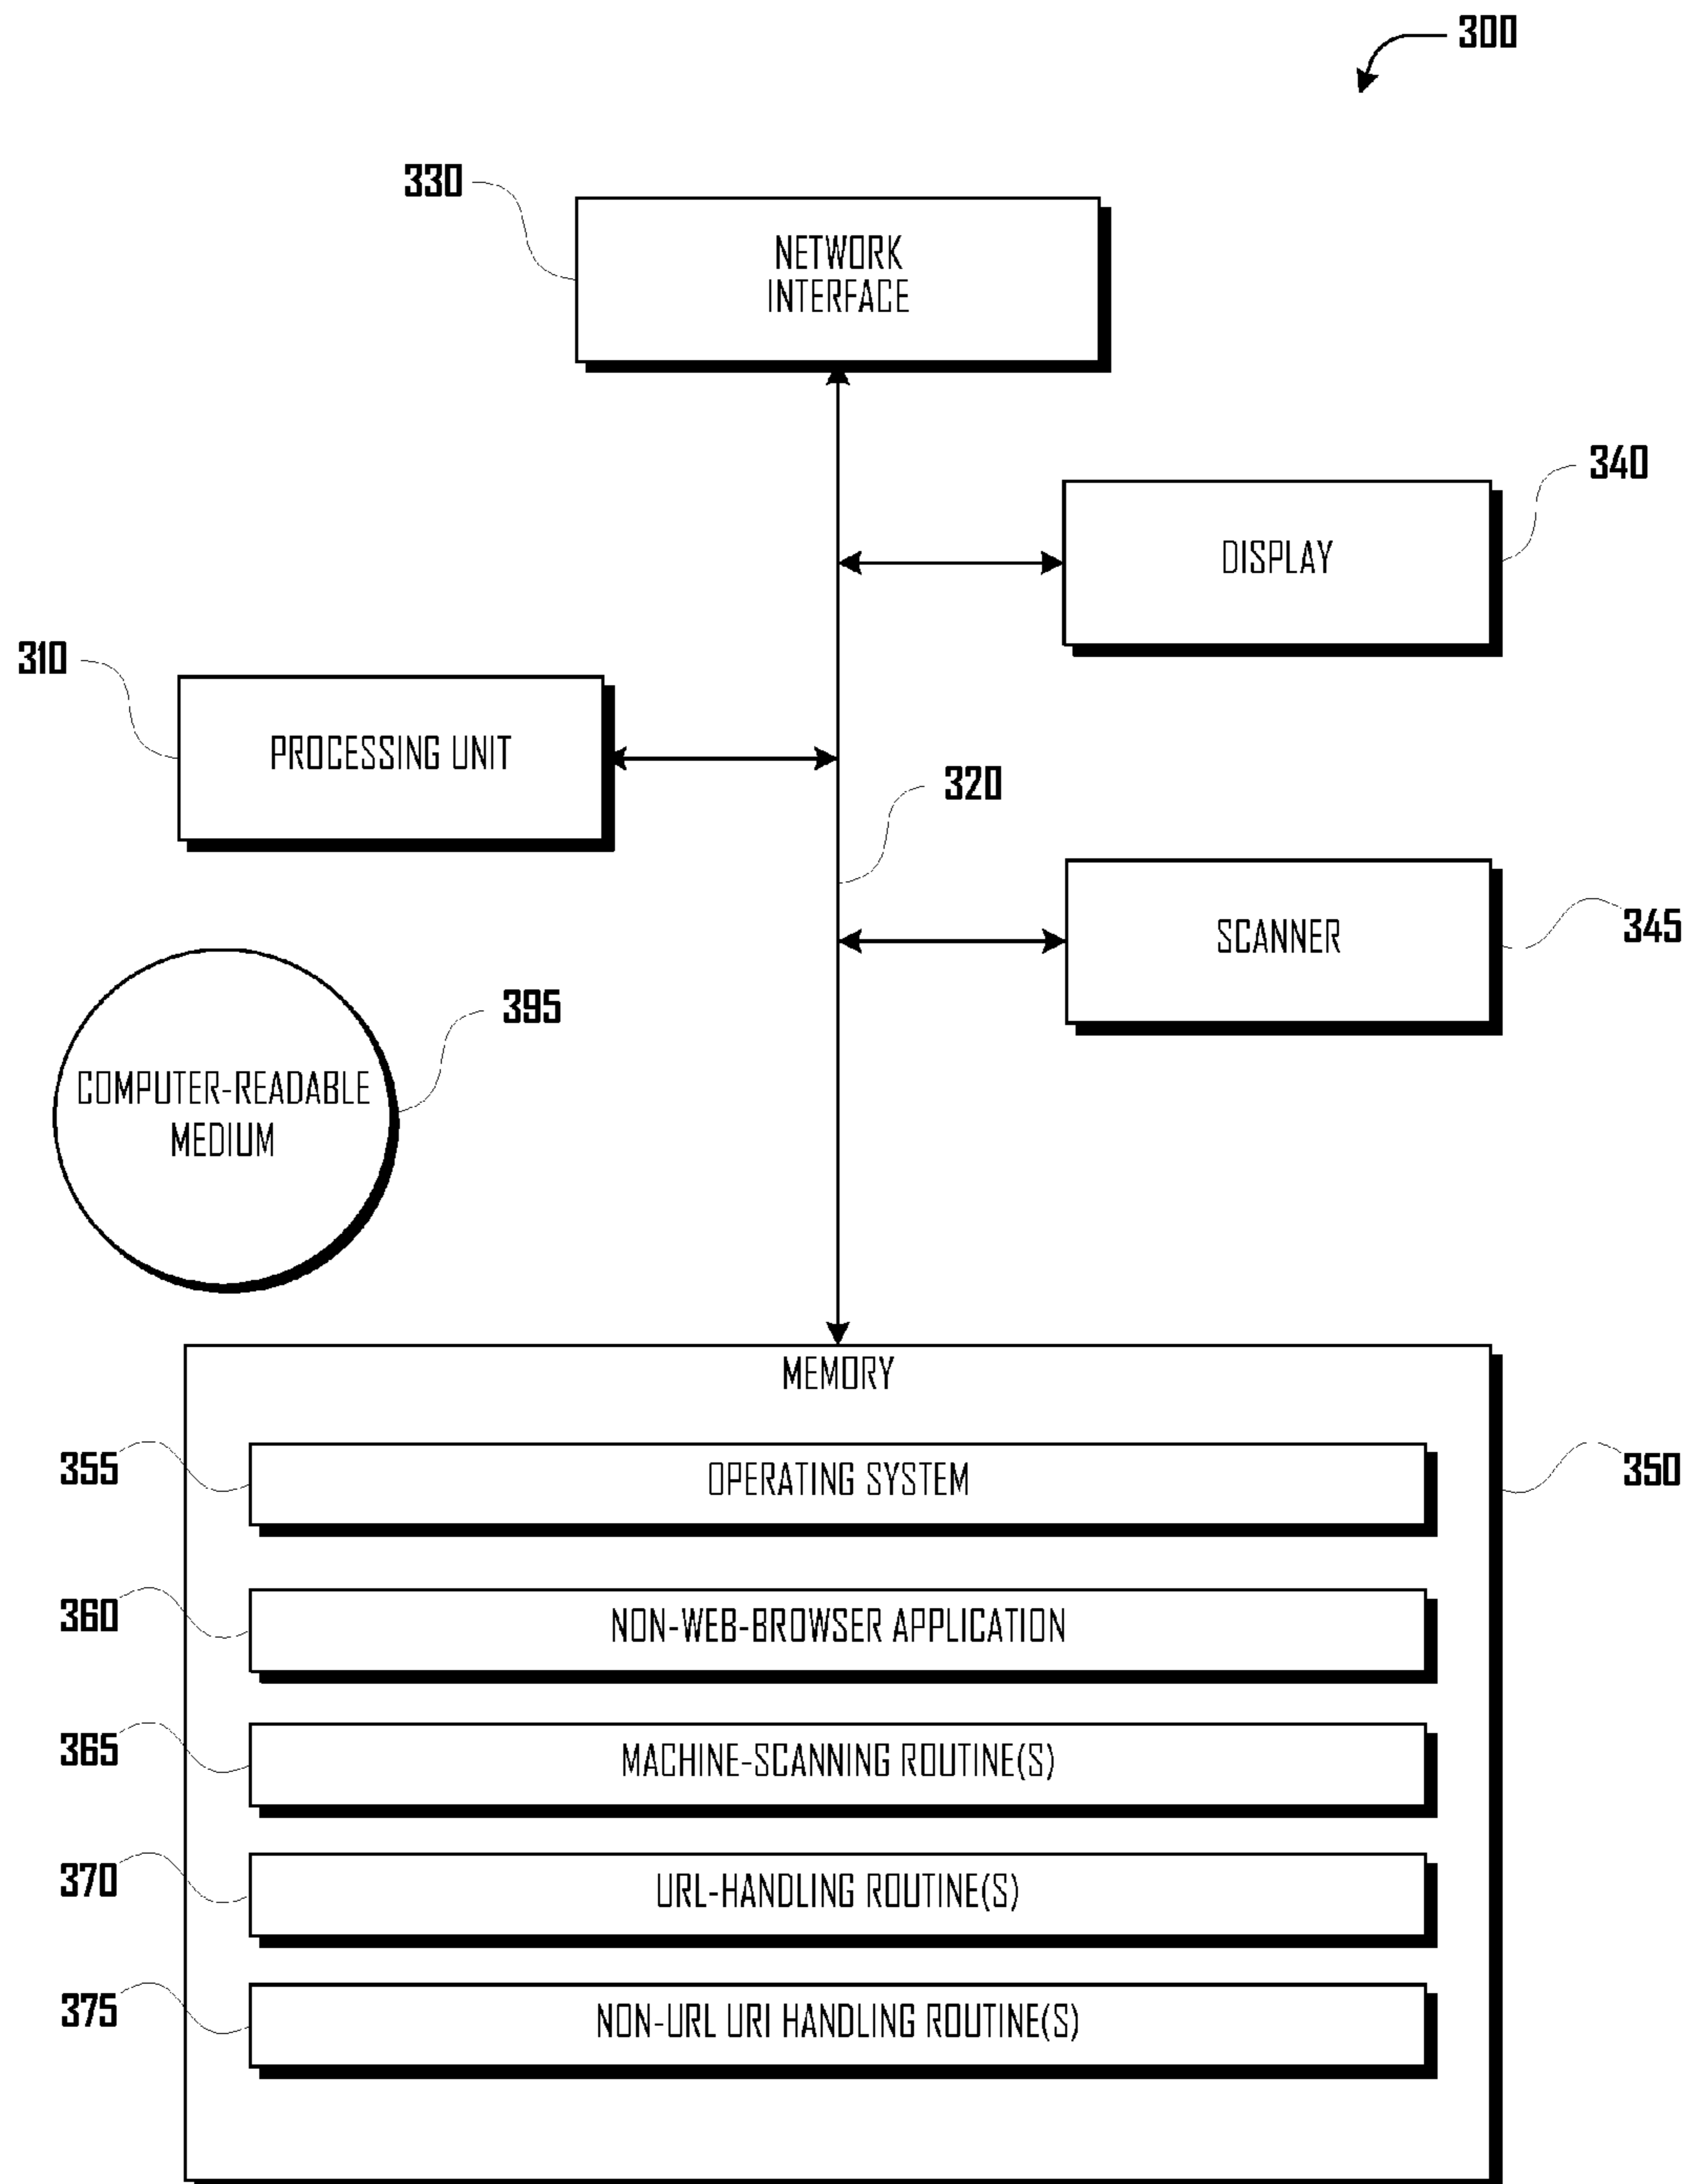 300
330
NETWORK
INTERFACE
340
DISPLAY
310
PROCESSING UNIT
320
SCANNER
345
395
COMPUTER-READABLE
MEDIUM
MEMORY
355
OPERATING SYSTEM
350
360
NON-WEB-BROWSER APPLICATION
365
MACHINE-SCANNING ROUTINE(S)
370
URL-HANDLING ROUTINE(S)
375
NON-URL URI HANDLING ROUTINE(S)